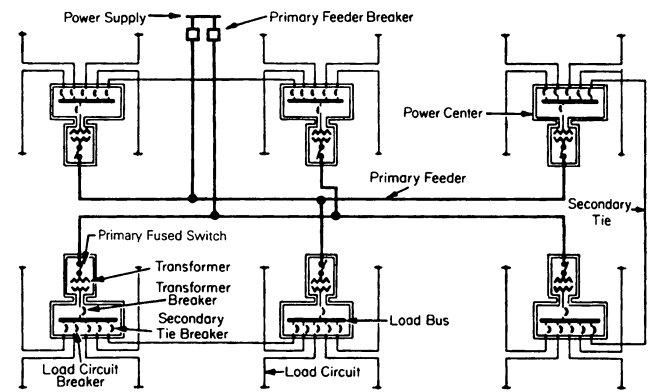 Power Supply
Primary Feeder Breaker
Power Center
Primary Feeder
Secondary
Tie
Primary Fused Switch
Transformer
Transformer
Breaker
Secondary
Tie Breaker
Load Bus
Load Circuit
Breaker
Load Circuit